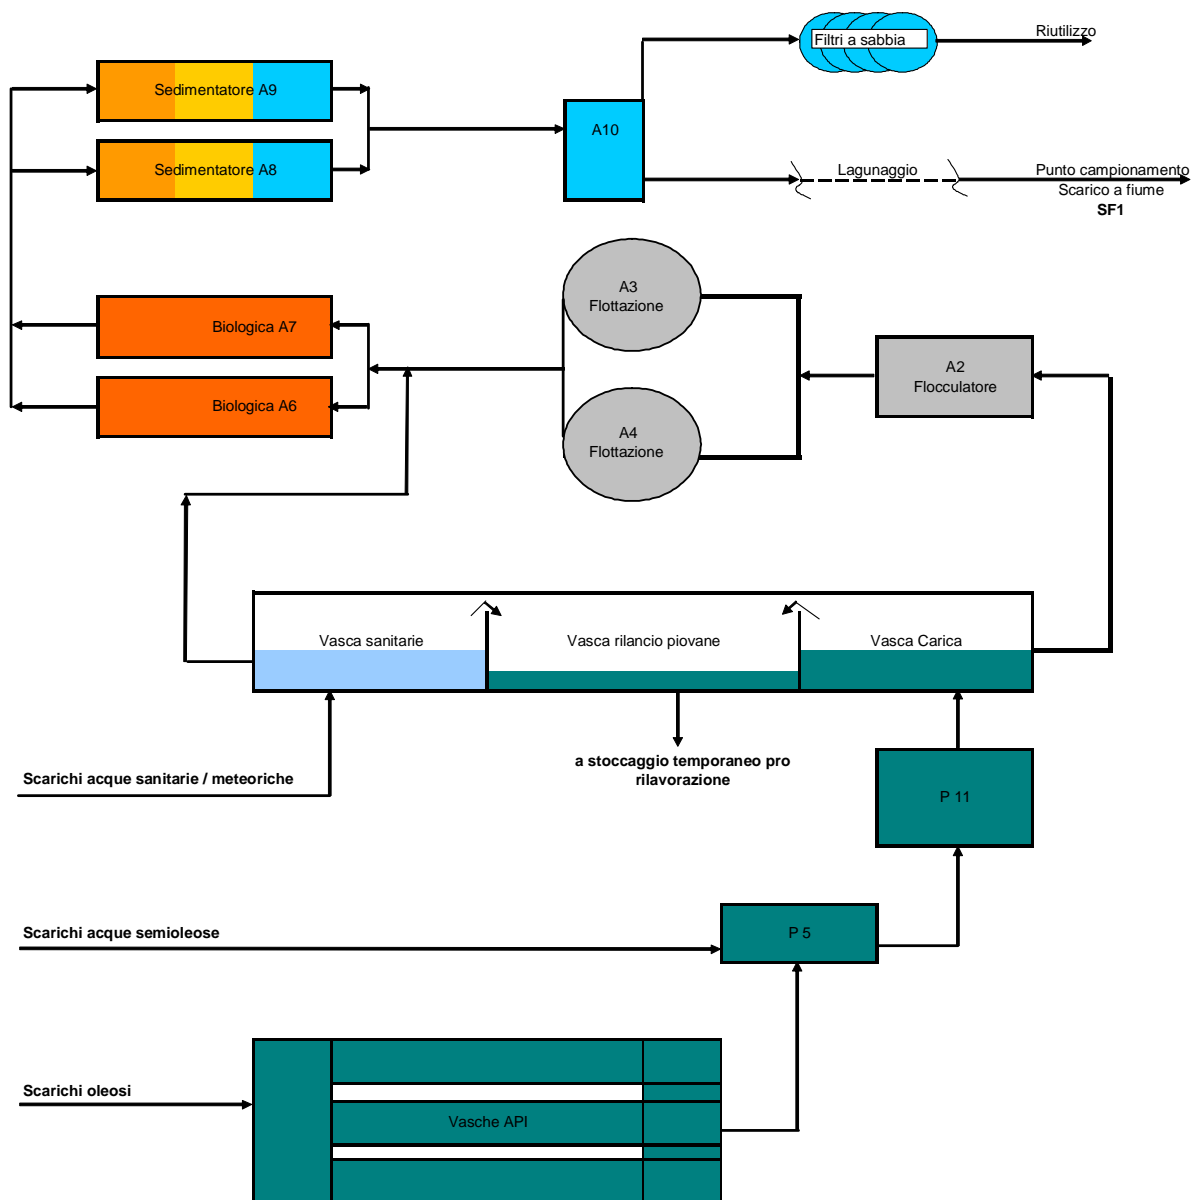 Filtri a sabbia
Riutilizzo
Sedimentatore A9
A10
Sedimentatore A8
Lagunaggio
Punto campionamento
Scarico a fiume
SF1
A3
Flottazione
Biologica A7
A2
Flocculatore
Biologica A6
A4
Flottazione
Vasca sanitarie
Vasca rilancio piovane
Vasca Carica
a stoccaggio temporaneo pro
rilavorazione
Scarichi acque sanitarie / meteoriche
P 11
Scarichi acque semioleose
P 5
Scarichi oleosi
Vasche API